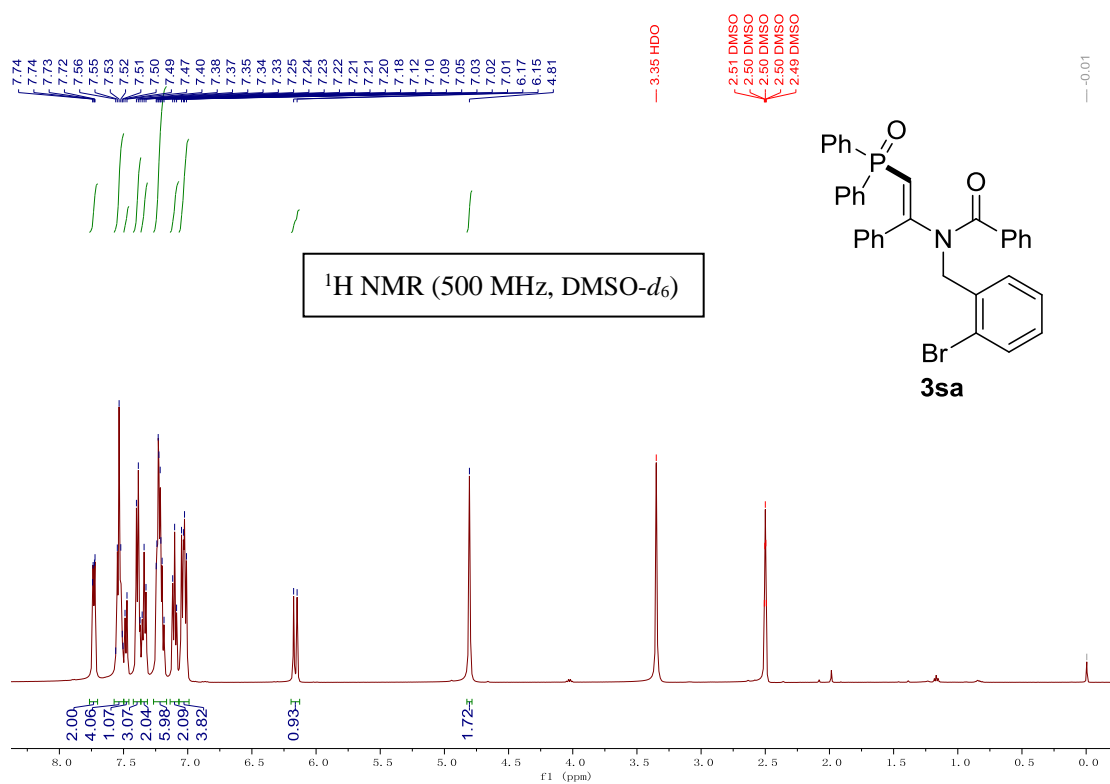 7.74 7.74 7.73 7.72 7.56 7.55 7.53 7.52 7.51 7.50 7.49 7.47 7.40 7.38 7.37 7.35 7.34 7.33 7.25 7.24 7.23 7.22 7.21 7.21 7.20 7.18 7.12 7.10 7.09 7.05 7.03 7.02 7.01 6.17 6.15 4.81
3.35 HDO
2.51 DMSO
2.50 DMSO
2.50 DMSO
2.50 DMSO
2.49 DMSO
-0.01
Ph
O
P
Ph
O
Ph
N
Ph
Br
3sa
¹H NMR (500 MHz, DMSO-d₆)
2.00 4.06 1.07 3.07 2.04 5.98 2.09 3.82 0.93 1.72
8.0 7.5 7.0 6.5 6.0 5.5 5.0 4.5 4.0 3.5 3.0 2.5 2.0 1.5 1.0 0.5 0.0
f1 (ppm)